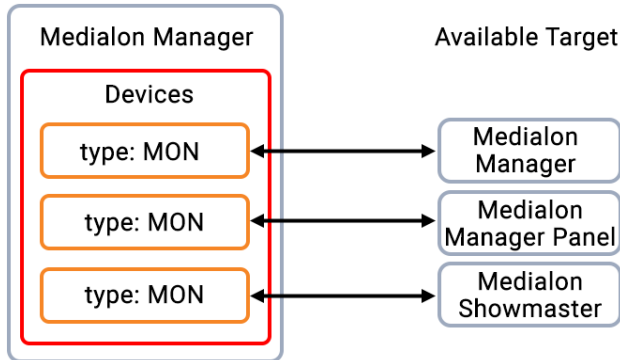 Medialon Manager
Available Target
Devices
type: MON
Medialon
Manager
type: MON
Medialon
Manager Panel
type: MON
Medialon
Showmaster